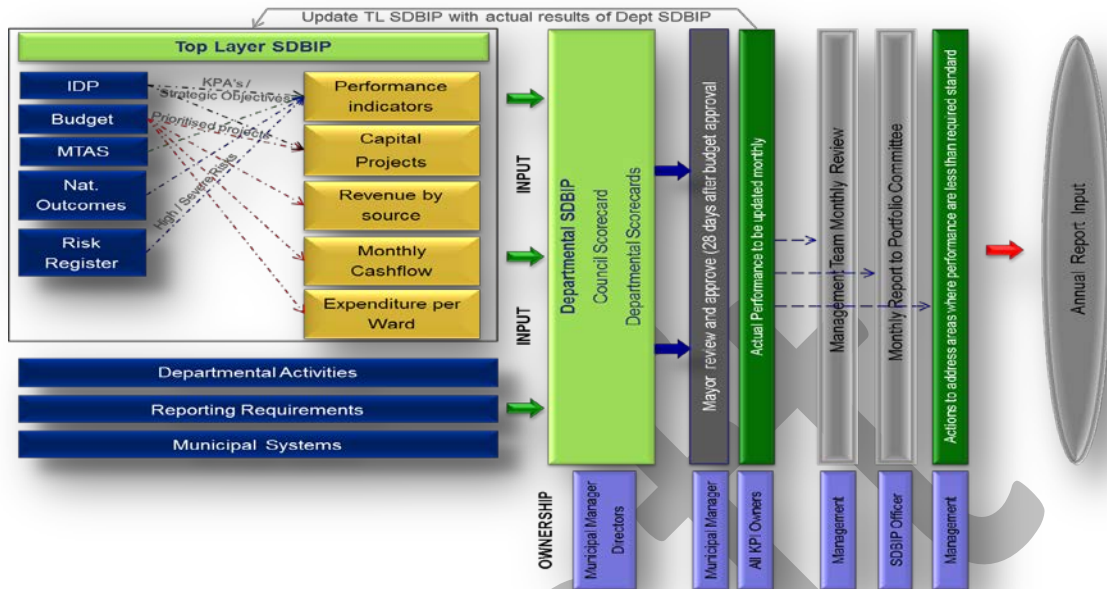 Update TL SDBIP with actual results of Dept SDBIP
Top Layer SDBIP
IDP
Budget
MTAS
Nat.
Outcomes
Risk
Register
KPA's /
Strategic Objectives
Prioritised projects
High / Severe Risks
Performance
indicators
Capital
Projects
Revenue by
source
Monthly
Cashflow
Expenditure per
Ward
Departmental Activities
Reporting Requirements
Municipal Systems
INPUT
INPUT
Departmental SDBIP
Council Scorecard
Departmental Scorecards
Mayor review and approve (28 days after budget approval
Actual Performance to be updated monthly
Management Team Monthly Review
Monthly Report to Portfolio Committee
Actions to address areas where performance are less than required standard
Annual Report Input
OWNERSHIP
Municipal Manager
Directors
Municipal Manager
All KPI Owners
Management
SDBIP Officer
Management